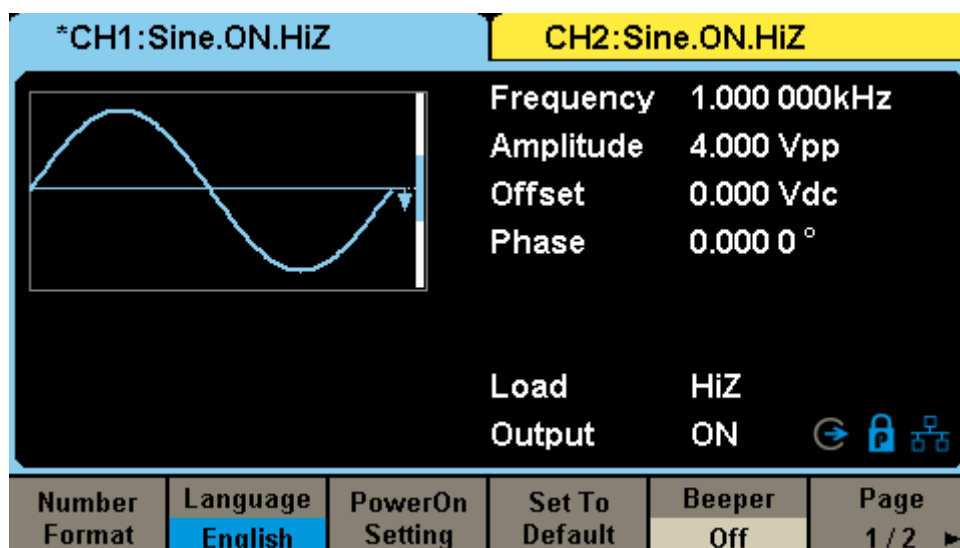 *CH1:Sine.ON.HiZ CH2:Sine.ON.HiZ
Frequency 1.000 000kHz
Amplitude 4.000 Vpp
Offset 0.000 Vdc
Phase 0.000 0 °
Load HiZ
Output ON
Number Format
Language English
PowerOn Setting
Set To Default
Beeper Off
Page 1/2 ►